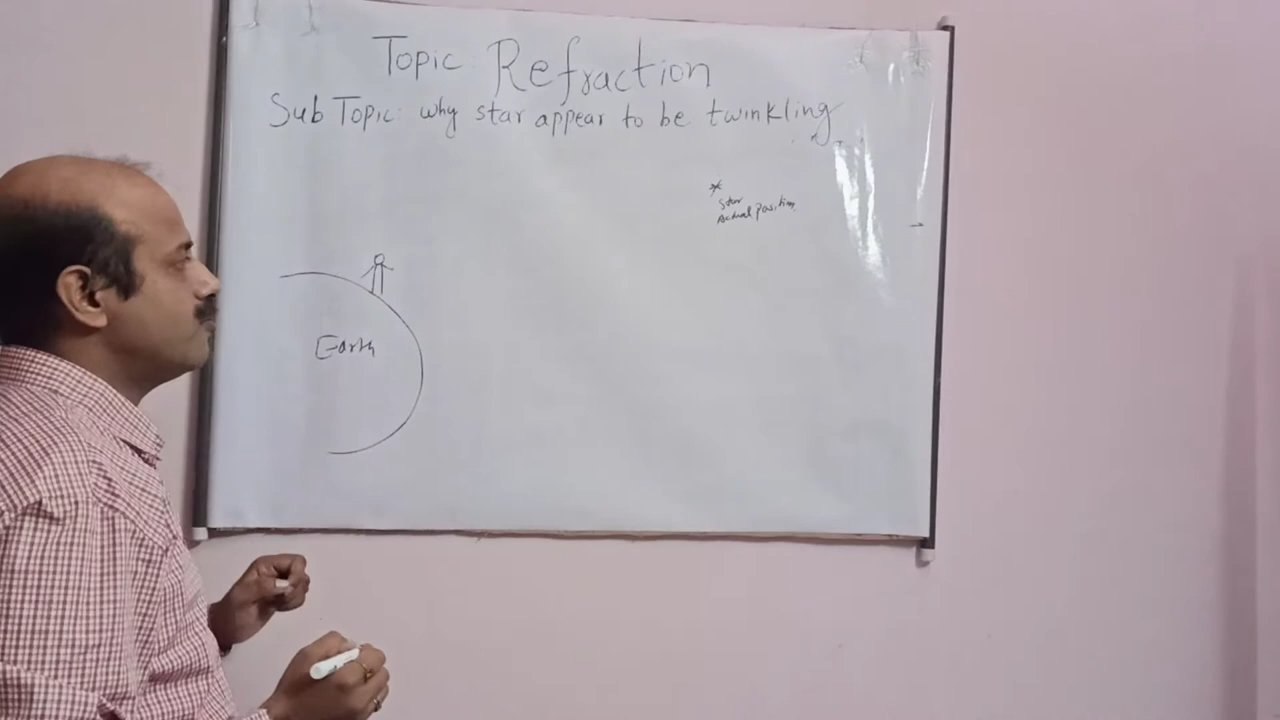 Topic: Refraction
Sub Topic: why star appear to be twinkling
Star
Actual position
Earth